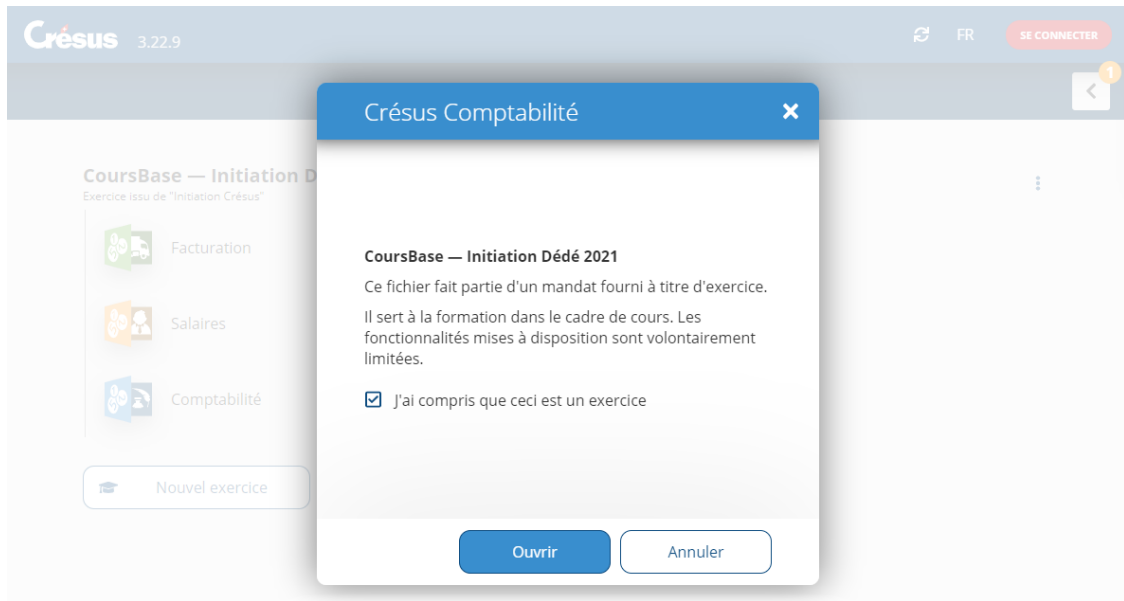 Crésus 3.22.9
FR
SE CONNECTER
1
Crésus Comptabilité
CoursBase — Initiation D
Exercice issu de "Initiation Crésus"
Facturation
Salaires
Comptabilité
Nouvel exercice
CoursBase — Initiation Dédé 2021
Ce fichier fait partie d'un mandat fourni à titre d'exercice.
Il sert à la formation dans le cadre de cours. Les
fonctionnalités mises à disposition sont volontairement
limitées.
J'ai compris que ceci est un exercice
Ouvrir
Annuler